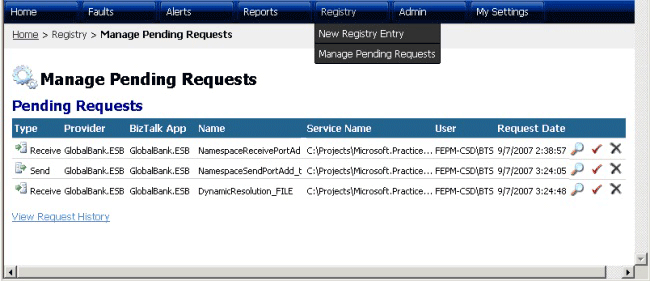 Home Faults Alerts Reports Registry Admin My Settings
Home > Registry > Manage Pending Requests
New Registry Entry
Manage Pending Requests
Manage Pending Requests
Pending Requests
Type Provider BizTalk App Name Service Name User Request Date
Receive GlobalBank.ESB GlobalBank.ESB NamespaceReceivePortAd C:\Projects\Microsoft.Practice... FEPM-CSD\BTS 9/7/2007 2:38:57
Send GlobalBank.ESB GlobalBank.ESB NamespaceSendPortAdd_t C:\Projects\Microsoft.Practice... FEPM-CSD\BTS 9/7/2007 3:24:05
Receive GlobalBank.ESB GlobalBank.ESB DynamicResolution_FILE C:\Projects\Microsoft.Practice... FEPM-CSD\BTS 9/7/2007 3:24:48
View Request History